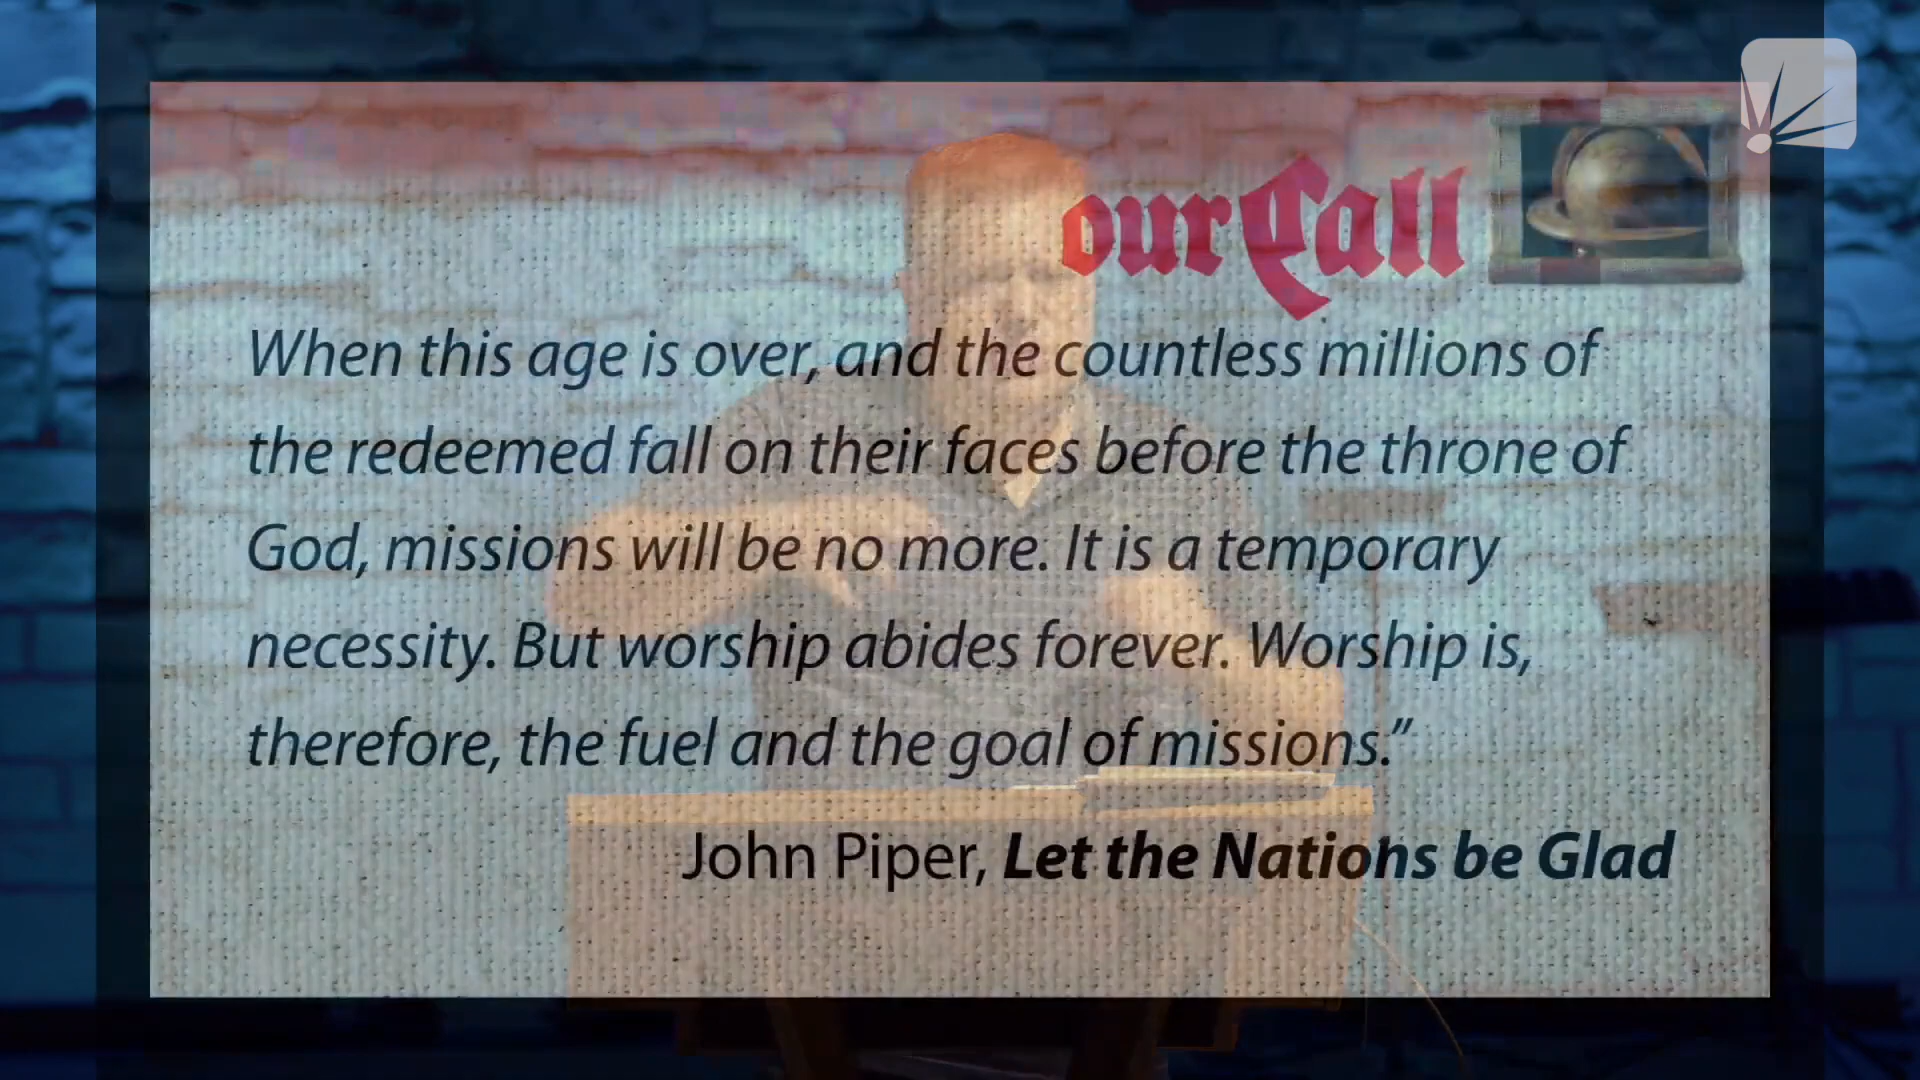 ourCall
When this age is over, and the countless millions of
the redeemed fall on their faces before the throne of
God, missions will be no more. It is a temporary
necessity. But worship abides forever. Worship is,
therefore, the fuel and the goal of missions.”
John Piper, Let the Nations be Glad